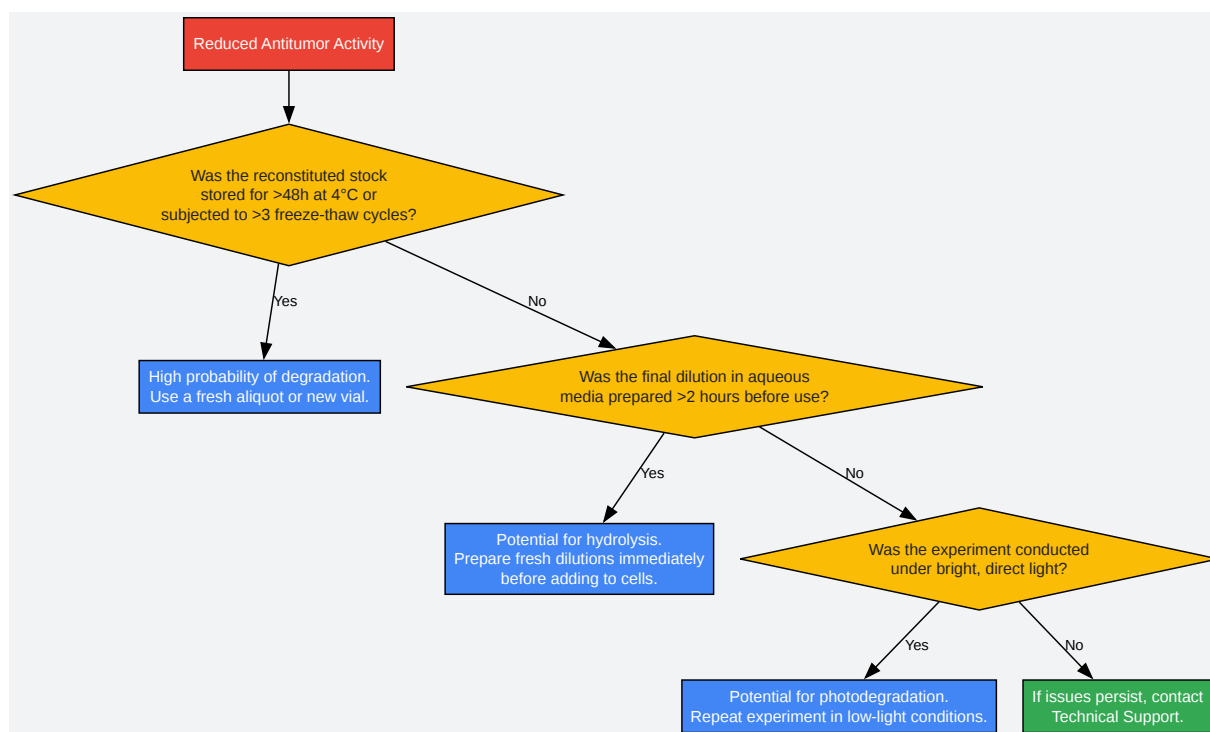 Reduced Antitumor Activity
Was the reconstituted stock
stored for >48h at 4°C or
subjected to >3 freeze-thaw cycles?
Yes
No
High probability of degradation.
Use a fresh aliquot or new vial.
Was the final dilution in aqueous
media prepared >2 hours before use?
Yes
No
Potential for hydrolysis.
Prepare fresh dilutions immediately
before adding to cells.
Was the experiment conducted
under bright, direct light?
Yes
No
Potential for photodegradation.
Repeat experiment in low-light conditions.
If issues persist, contact
Technical Support.